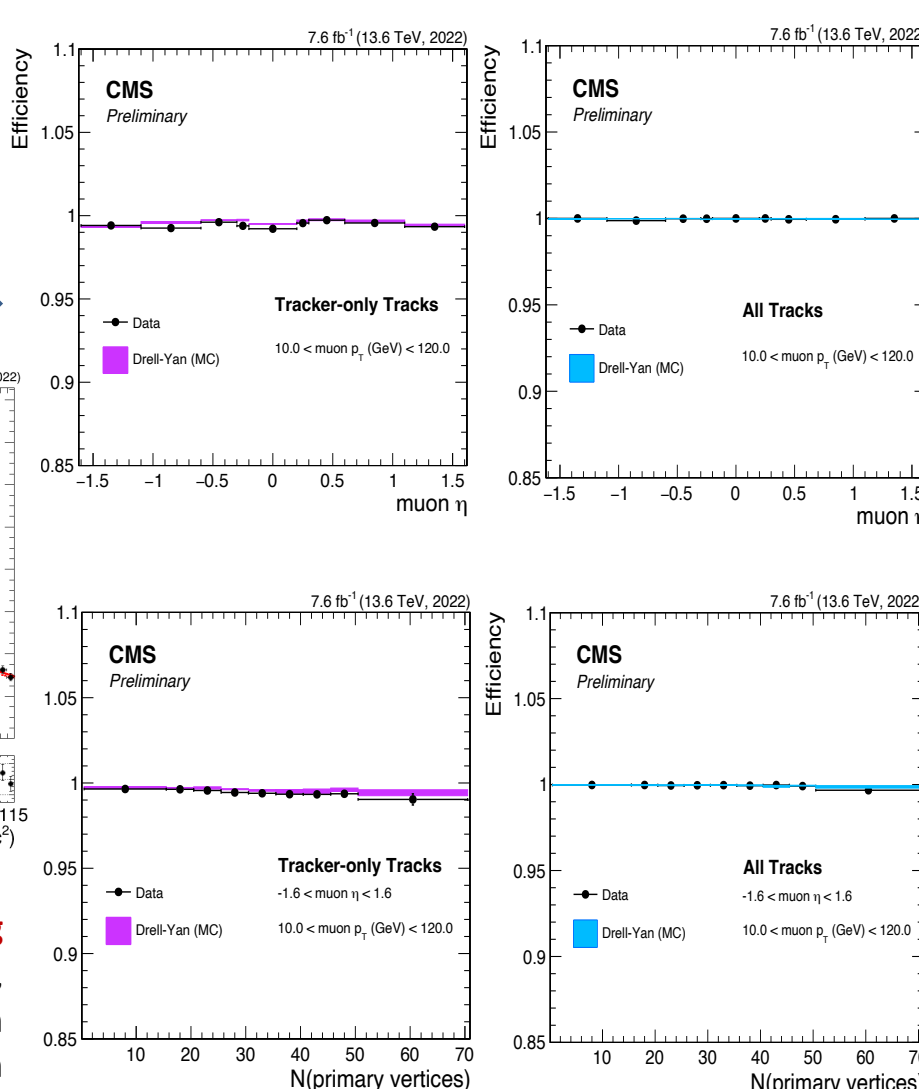 7.6 fb-1 (13.6 TeV, 2022)
Efficiency
1.1
1.05
1
0.95
0.9
0.85
CMS
Preliminary
Tracker-only Tracks
Data
10.0 < muon pT (GeV) < 120.0
Drell-Yan (MC)
−1.5 −1 −0.5 0 0.5 1 1.5
muon η
7.6 fb-1 (13.6 TeV, 2022
Efficiency
1.1
1.05
1
0.95
0.9
0.85
CMS
Preliminary
All Tracks
Data
10.0 < muon pT (GeV) < 120.0
Drell-Yan (MC)
−1.5 −1 −0.5 0 0.5 1 1.5
muon η
022)
115
c2)
7.6 fb-1 (13.6 TeV, 2022)
1.1
1.05
1
0.95
0.9
0.85
CMS
Preliminary
Tracker-only Tracks
Data
-1.6 < muon η < 1.6
Drell-Yan (MC)
10.0 < muon pT (GeV) < 120.0
10 20 30 40 50 60 70
N(primary vertices)
7.6 fb-1 (13.6 TeV, 2022
Efficiency
1.1
1.05
1
0.95
0.9
0.85
CMS
Preliminary
All Tracks
Data
-1.6 < muon η < 1.6
Drell-Yan (MC)
10.0 < muon pT (GeV) < 120.0
10 20 30 40 50 60 70
N(primary vertices)